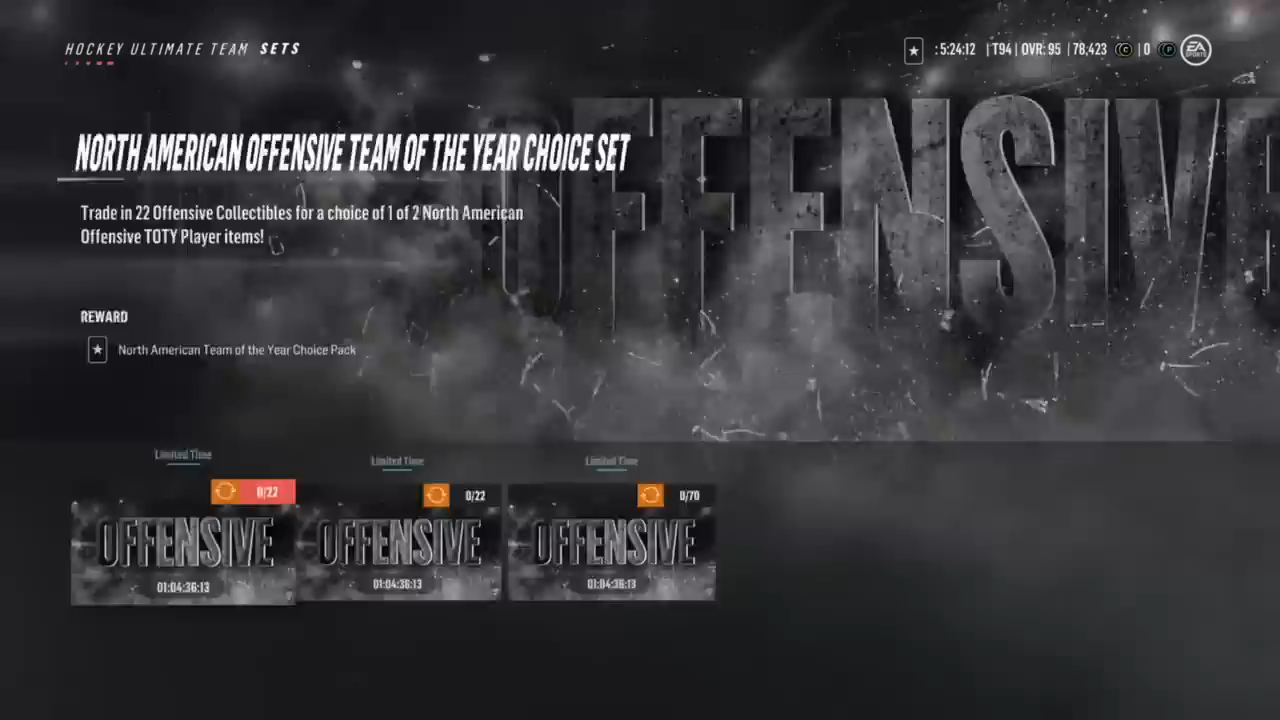 HOCKEY ULTIMATE TEAM SETS
: 5:24:12 | T94 | OVR: 95 | 78,423 C | 0 P EA SPORTS
OFFENSIVE
NORTH AMERICAN OFFENSIVE TEAM OF THE YEAR CHOICE SET
Trade in 22 Offensive Collectibles for a choice of 1 of 2 North American
Offensive TOTY Player items!
REWARD
North American Team of the Year Choice Pack
Limited Time
Limited Time
Limited Time
0/22
0/22
0/70
OFFENSIVE
OFFENSIVE
OFFENSIVE
01:04:36:13
01:04:36:13
01:04:36:13